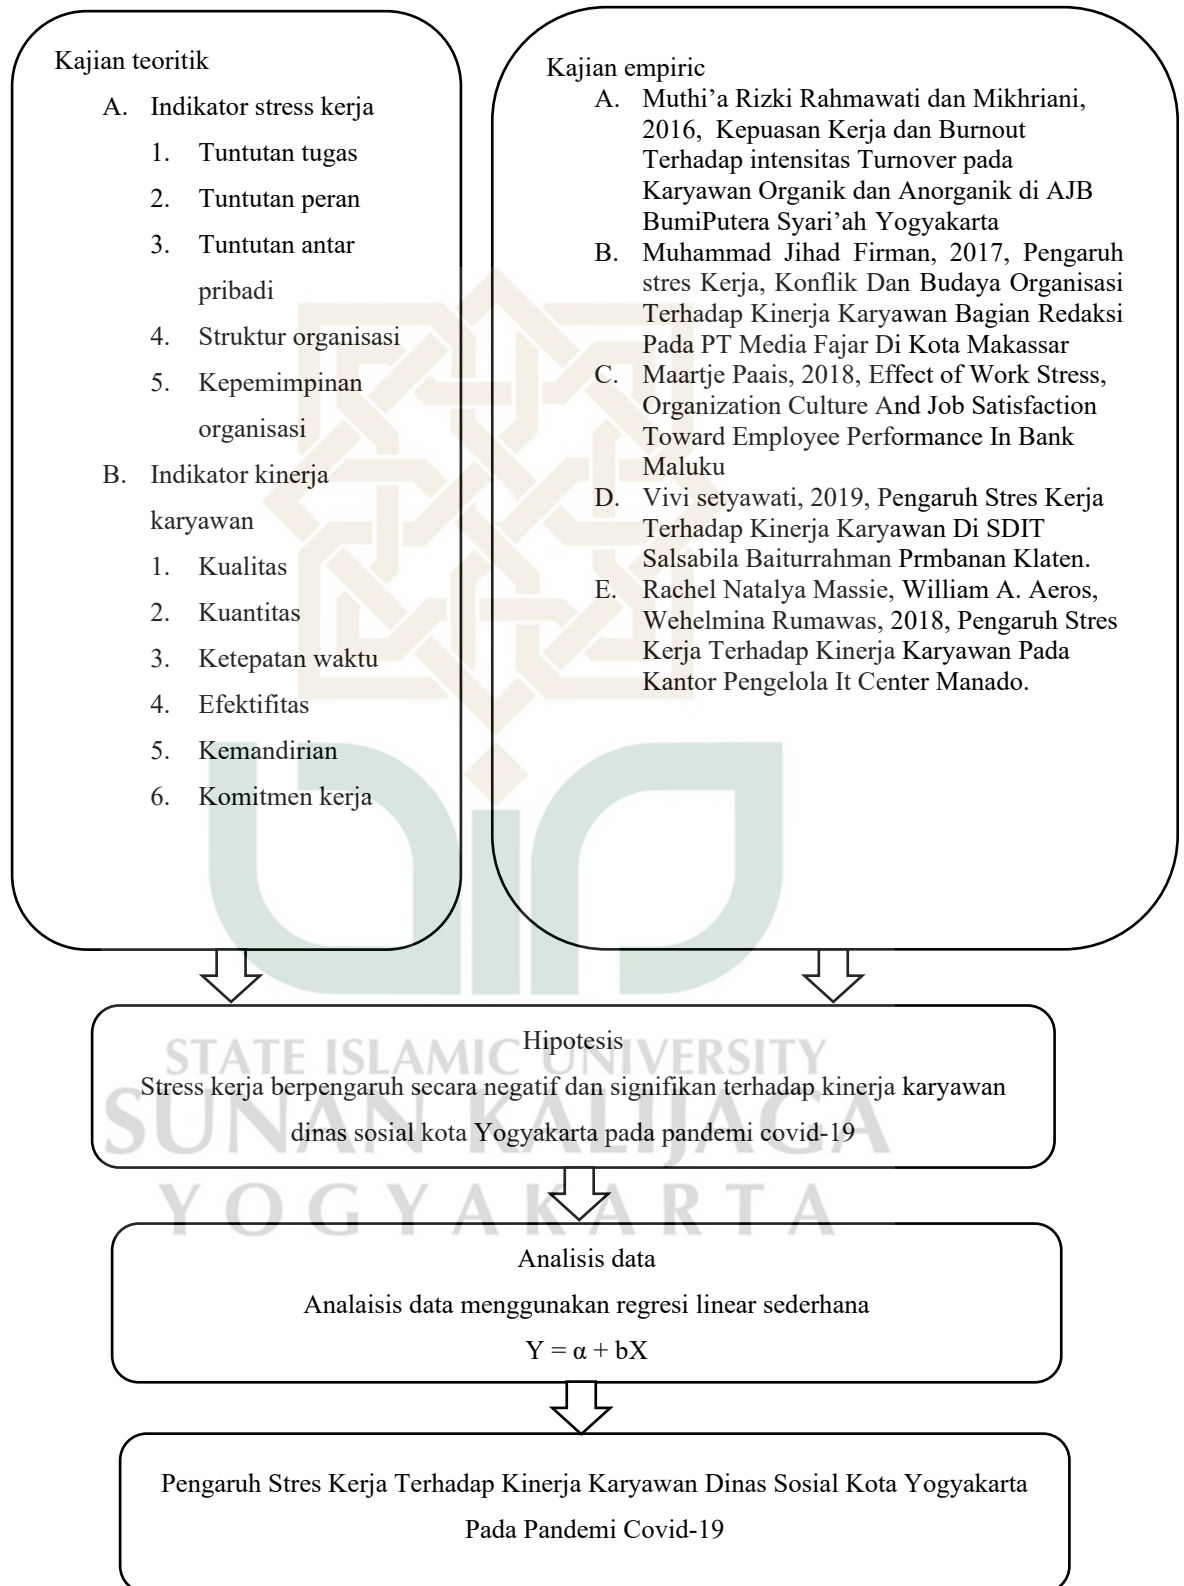 Kajian teoritik
A. Indikator stress kerja
1. Tuntutan tugas
2. Tuntutan peran
3. Tuntutan antar
pribadi
4. Struktur organisasi
5. Kepemimpinan
organisasi
B. Indikator kinerja
karyawan
1. Kualitas
2. Kuantitas
3. Ketepatan waktu
4. Efektifitas
5. Kemandirian
6. Komitmen kerja
Kajian empiric
A. Muthi’a Rizki Rahmawati dan Mikhriani,
2016, Kepuasan Kerja dan Burnout
Terhadap intensitas Turnover pada
Karyawan Organik dan Anorganik di AJB
BumiPutera Syari’ah Yogyakarta
B. Muhammad Jihad Firman, 2017, Pengaruh
stres Kerja, Konflik Dan Budaya Organisasi
Terhadap Kinerja Karyawan Bagian Redaksi
Pada PT Media Fajar Di Kota Makassar
C. Maartje Paais, 2018, Effect of Work Stress,
Organization Culture And Job Satisfaction
Toward Employee Performance In Bank
Maluku
D. Vivi setyawati, 2019, Pengaruh Stres Kerja
Terhadap Kinerja Karyawan Di SDIT
Salsabila Baiturrahman Prmbanan Klaten.
E. Rachel Natalya Massie, William A. Aeros,
Wehelmina Rumawas, 2018, Pengaruh Stres
Kerja Terhadap Kinerja Karyawan Pada
Kantor Pengelola It Center Manado.
Hipotesis
STATE ISLAMIC UNIVERSITY
Stress kerja berpengaruh secara negatif dan signifikan terhadap kinerja karyawan
SUNAN KALIJAGA
dinas sosial kota Yogyakarta pada pandemi covid-19
YOGYAKARTA
Analisis data
Analaisis data menggunakan regresi linear sederhana
Y = α + bX
Pengaruh Stres Kerja Terhadap Kinerja Karyawan Dinas Sosial Kota Yogyakarta
Pada Pandemi Covid-19